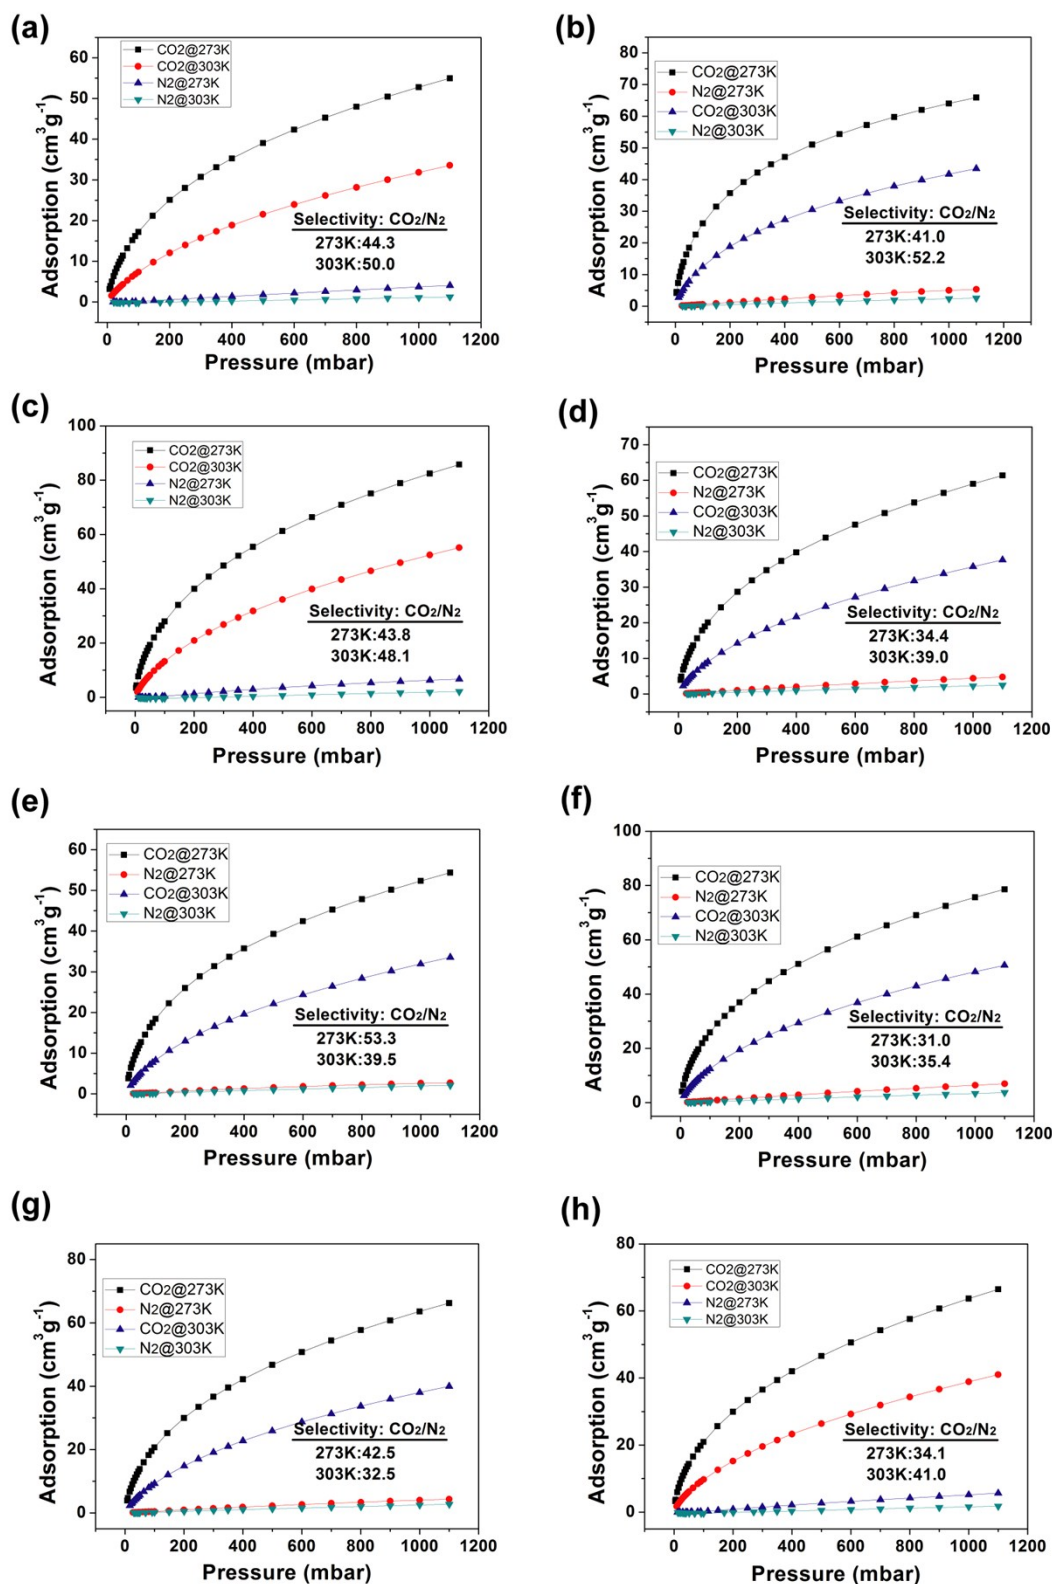 (a)
CO2@273K
CO2@303K
N2@273K
N2@303K
Adsorption (cm³g⁻¹)
60
50
40
30
20
10
0
Selectivity: CO₂/N₂
273K:44.3
303K:50.0
0 200 400 600 800 1000 1200
Pressure (mbar)
(b)
CO2@273K
N2@273K
CO2@303K
N2@303K
Adsorption (cm³g⁻¹)
80
70
60
50
40
30
20
10
0
Selectivity: CO₂/N₂
273K:41.0
303K:52.2
0 200 400 600 800 1000 1200
Pressure (mbar)
(c)
CO2@273K
CO2@303K
N2@273K
N2@303K
Adsorption (cm³g⁻¹)
100
80
60
40
20
0
Selectivity: CO₂/N₂
273K:43.8
303K:48.1
0 200 400 600 800 1000 1200
Pressure (mbar)
(d)
CO2@273K
N2@273K
CO2@303K
N2@303K
Adsorption (cm³g⁻¹)
70
60
50
40
30
20
10
0
Selectivity: CO₂/N₂
273K:34.4
303K:39.0
0 200 400 600 800 1000 1200
Pressure (mbar)
(e)
CO2@273K
N2@273K
CO2@303K
N2@303K
Adsorption (cm³g⁻¹)
60
50
40
30
20
10
0
Selectivity: CO₂/N₂
273K:53.3
303K:39.5
0 200 400 600 800 1000 1200
Pressure (mbar)
(f)
CO2@273K
N2@273K
CO2@303K
N2@303K
Adsorption (cm³g⁻¹)
100
80
60
40
20
0
Selectivity: CO₂/N₂
273K:31.0
303K:35.4
0 200 400 600 800 1000 1200
Pressure (mbar)
(g)
CO2@273K
N2@273K
CO2@303K
N2@303K
Adsorption (cm³g⁻¹)
80
60
40
20
0
Selectivity: CO₂/N₂
273K:42.5
303K:32.5
0 200 400 600 800 1000 1200
Pressure (mbar)
(h)
CO2@273K
CO2@303K
N2@273K
N2@303K
Adsorption (cm³g⁻¹)
80
60
40
20
0
Selectivity: CO₂/N₂
273K:34.1
303K:41.0
0 200 400 600 800 1000 1200
Pressure (mbar)